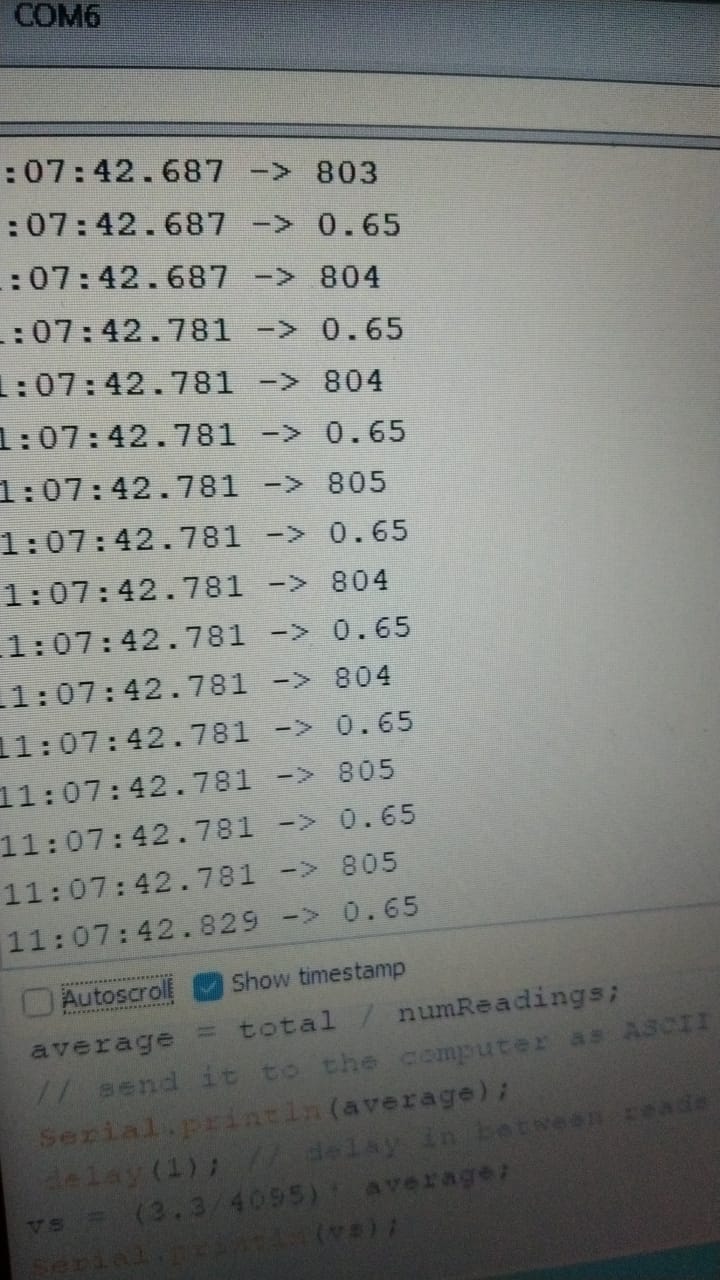 COM6
:07:42.687 -> 803
:07:42.687 -> 0.65
:07:42.687 -> 804
:07:42.781 -> 0.65
1:07:42.781 -> 804
1:07:42.781 -> 0.65
1:07:42.781 -> 805
1:07:42.781 -> 0.65
1:07:42.781 -> 804
11:07:42.781 -> 0.65
11:07:42.781 -> 804
11:07:42.781 -> 0.65
11:07:42.781 -> 805
11:07:42.781 -> 0.65
11:07:42.781 -> 805
11:07:42.829 -> 0.65
Autoscroll Show timestamp
average = total / numReadings;
// send it to the computer as ASCII
Serial.println(average);
delay(1); // delay in between reads
vs = (3.3/4095)* average;
Serial.println(vs);